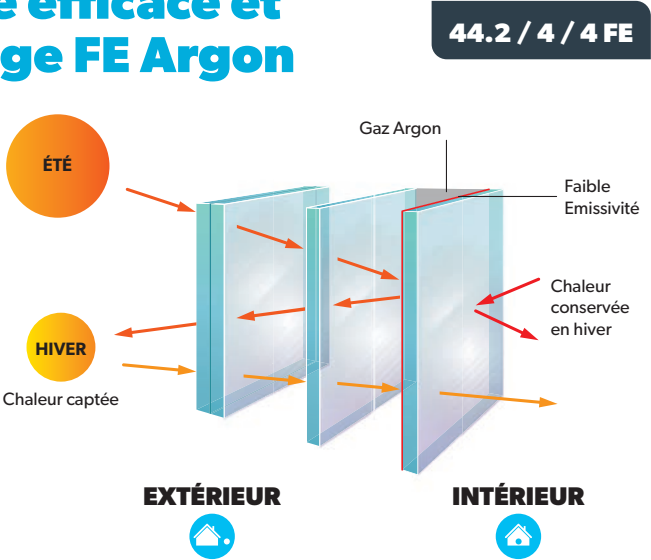 efficace et
ge FE Argon
44.2 / 4 / 4 FE
Gaz Argon
ÉTÉ
Faible
Emissivité
Chaleur
conservée
en hiver
HIVER
Chaleur captée
EXTÉRIEUR
INTÉRIEUR